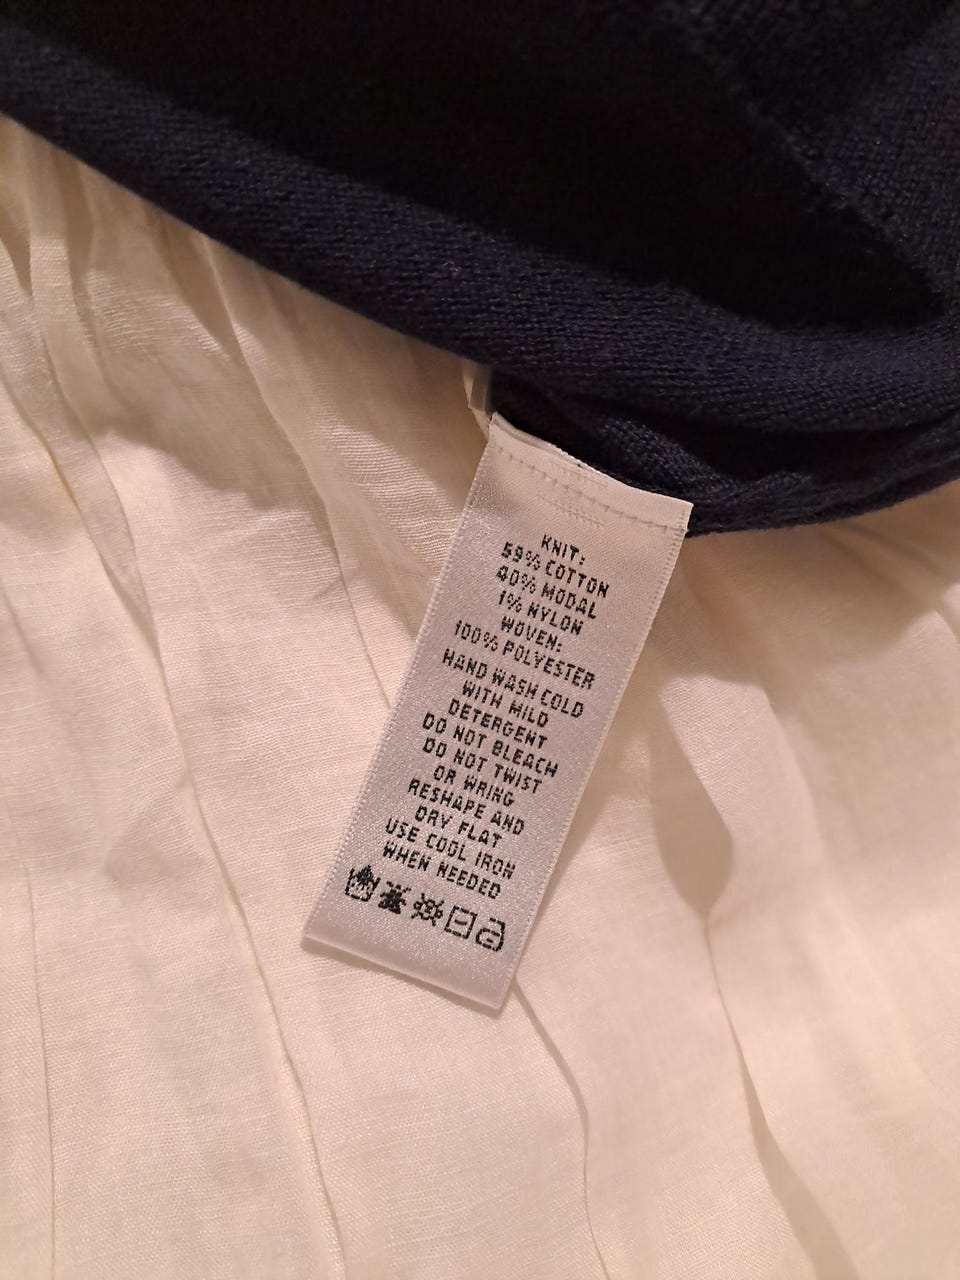 KNIT:
59% COTTON
40% MODAL
1% NYLON
WOVEN:
100% POLYESTER
HAND WASH COLD
WITH MILD
DETERGENT
DO NOT BLEACH
DO NOT TWIST
OR WRING
RESHAPE AND
DRY FLAT
USE COOL IRON
WHEN NEEDED